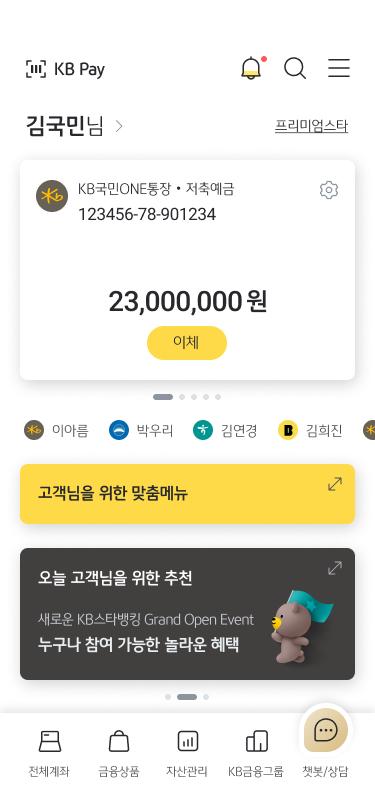 KB Pay
김국민님
프리미엄스타
KB국민ONE통장 • 저축예금
123456-78-901234
23,000,000 원
이체
이아름 박우리 김연경 김희진
고객님을 위한 맞춤메뉴
오늘 고객님을 위한 추천
새로운 KB스타뱅킹 Grand Open Event
누구나 참여 가능한 놀라운 혜택
전체계좌 금융상품 자산관리 KB금융그룹 챗봇/상담